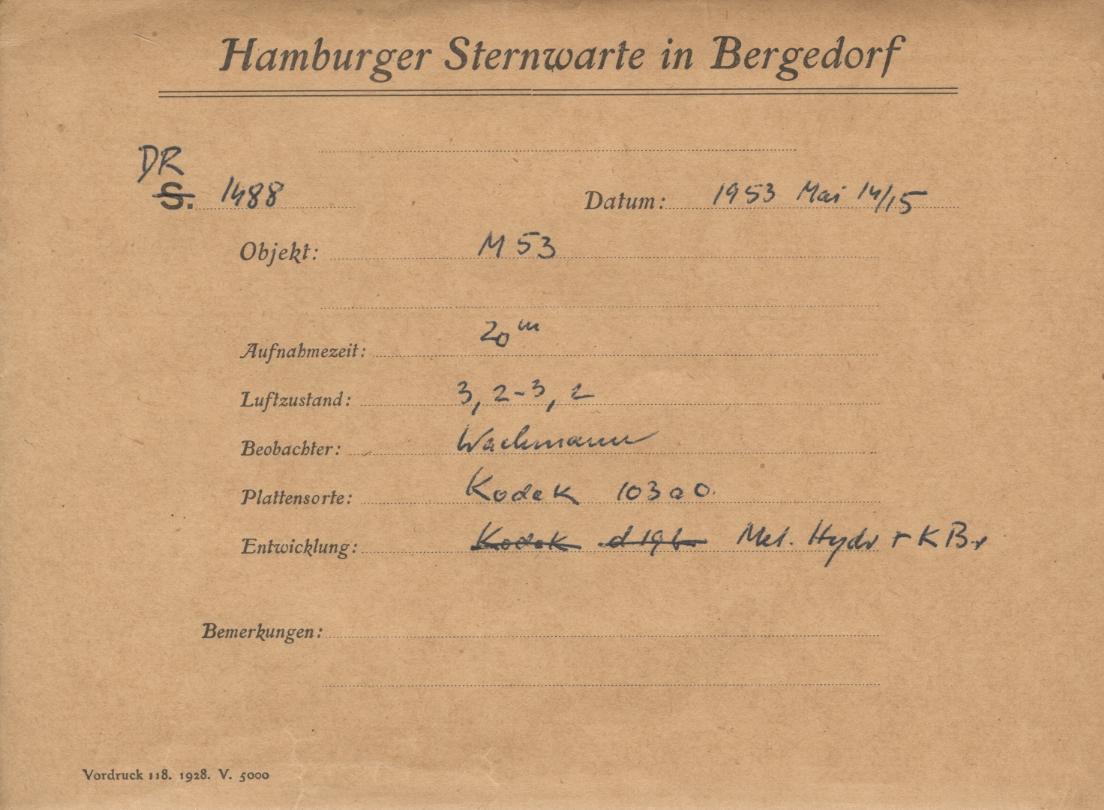 Hamburger Sternwarte in Bergedorf
DR
S. 1488 Datum: 1953 Mai 14/15
Objekt: M 53
Aufnahmezeit: 20 m
Luftzustand: 3, 2-3, 2
Beobachter: Wachmann
Plattensorte: Kodak 103a0.
Entwicklung: Kodak d19b Met. Hydr + KBr
Bemerkungen:
Vordruck 118. 1928. V. 5000